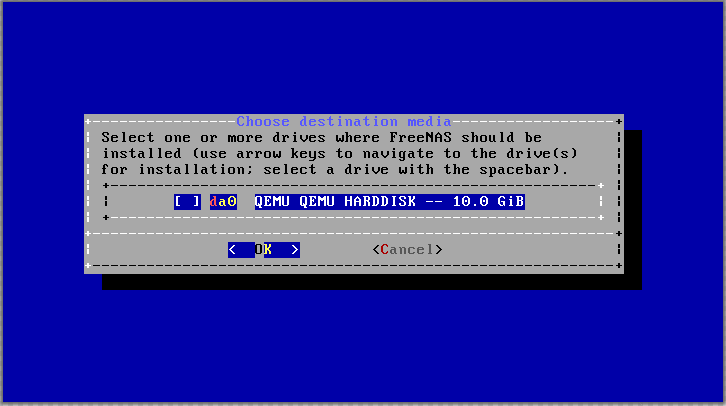 Choose destination media
Select one or more drives where FreeNAS should be
installed (use arrow keys to navigate to the drive(s)
for installation; select a drive with the spacebar).
[ ] da0 QEMU QEMU HARDDISK -- 10.0 GiB
< OK > <Cancel>